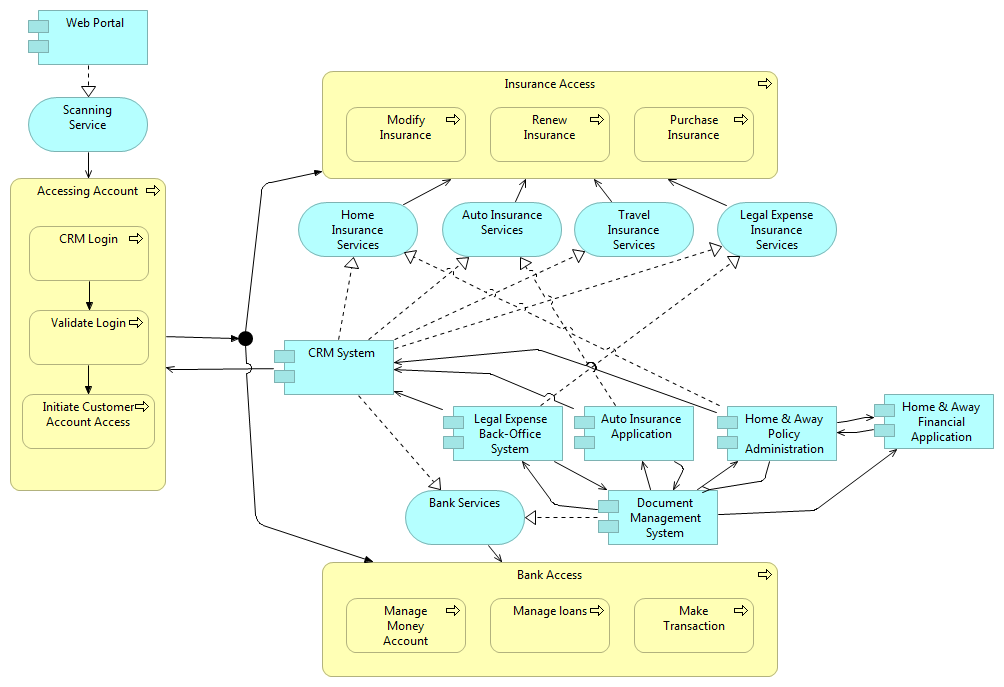 Web Portal
Scanning
Service
Accessing Account
CRM Login
Validate Login
Initiate Customer
Account Access
Insurance Access
Modify
Insurance
Renew
Insurance
Purchase
Insurance
Home
Insurance
Services
Auto Insurance
Services
Travel
Insurance
Services
Legal Expense
Insurance
Services
CRM System
Legal Expense
Back-Office
System
Auto Insurance
Application
Home & Away
Policy
Administration
Home & Away
Financial
Application
Bank Services
Document
Management
System
Bank Access
Manage
Money
Account
Manage loans
Make
Transaction